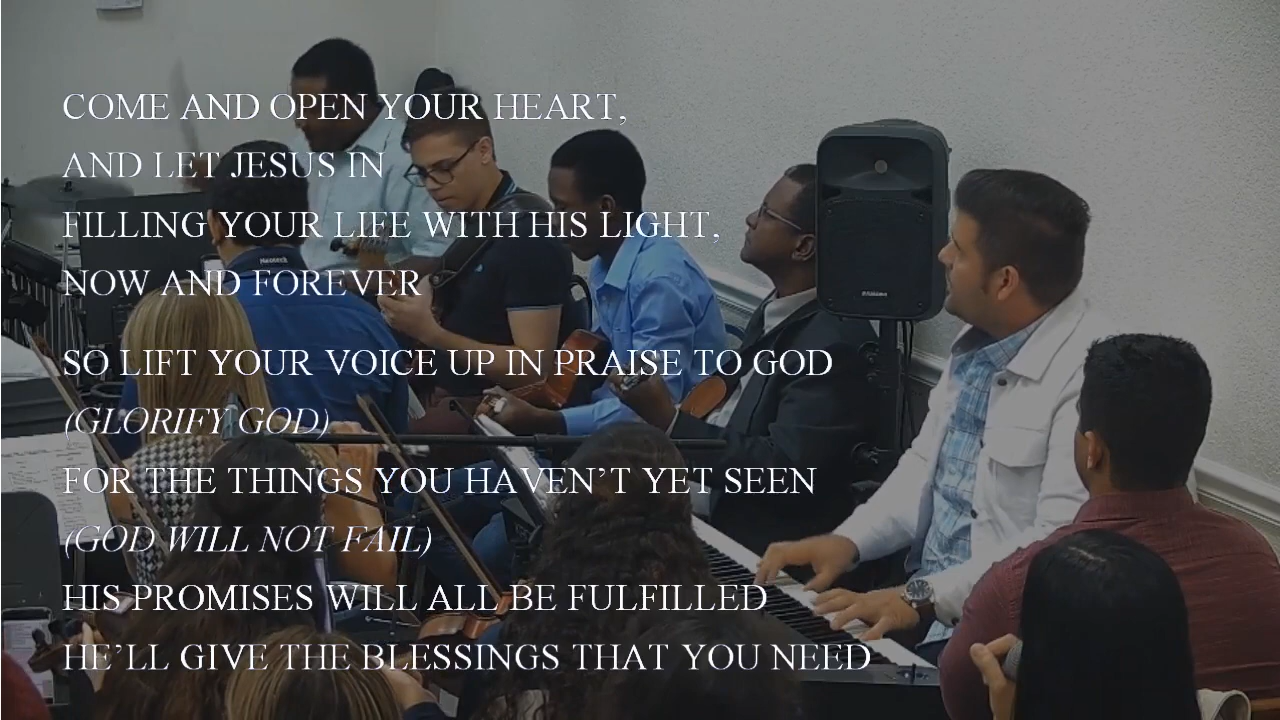 COME AND OPEN YOUR HEART,
AND LET JESUS IN
FILLING YOUR LIFE WITH HIS LIGHT,
NOW AND FOREVER
SO LIFT YOUR VOICE UP IN PRAISE TO GOD
(GLORIFY GOD)
FOR THE THINGS YOU HAVEN’T YET SEEN
(GOD WILL NOT FAIL)
HIS PROMISES WILL ALL BE FULFILLED
HE’LL GIVE THE BLESSINGS THAT YOU NEED